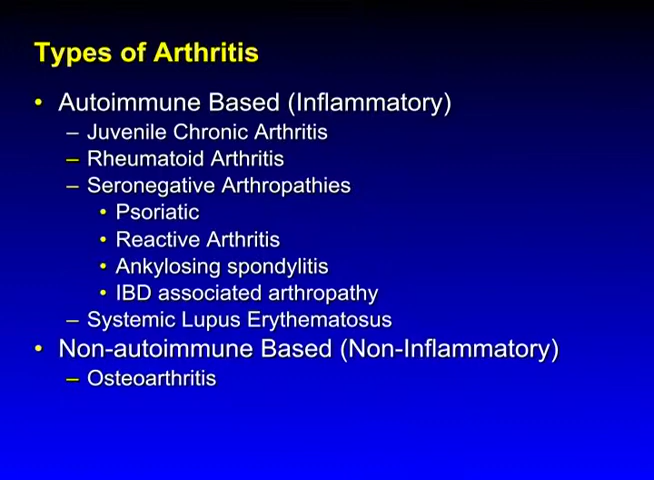 Types of Arthritis
• Autoimmune Based (Inflammatory)
– Juvenile Chronic Arthritis
– Rheumatoid Arthritis
– Seronegative Arthropathies
• Psoriatic
• Reactive Arthritis
• Ankylosing spondylitis
• IBD associated arthropathy
– Systemic Lupus Erythematosus
• Non-autoimmune Based (Non-Inflammatory)
– Osteoarthritis